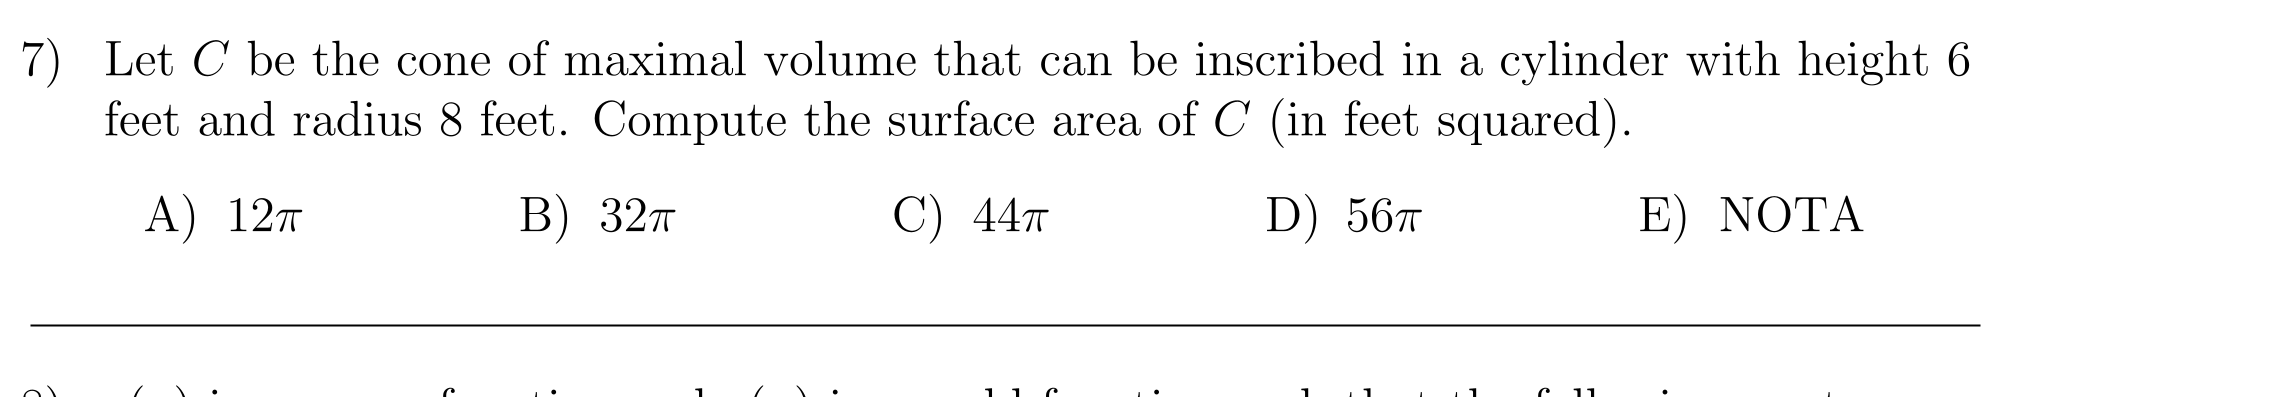 7) Let C be the cone of maximal volume that can be inscribed in a cylinder with height 6
feet and radius 8 feet. Compute the surface area of C (in feet squared).
A) 12π B) 32π C) 44π D) 56π E) NOTA